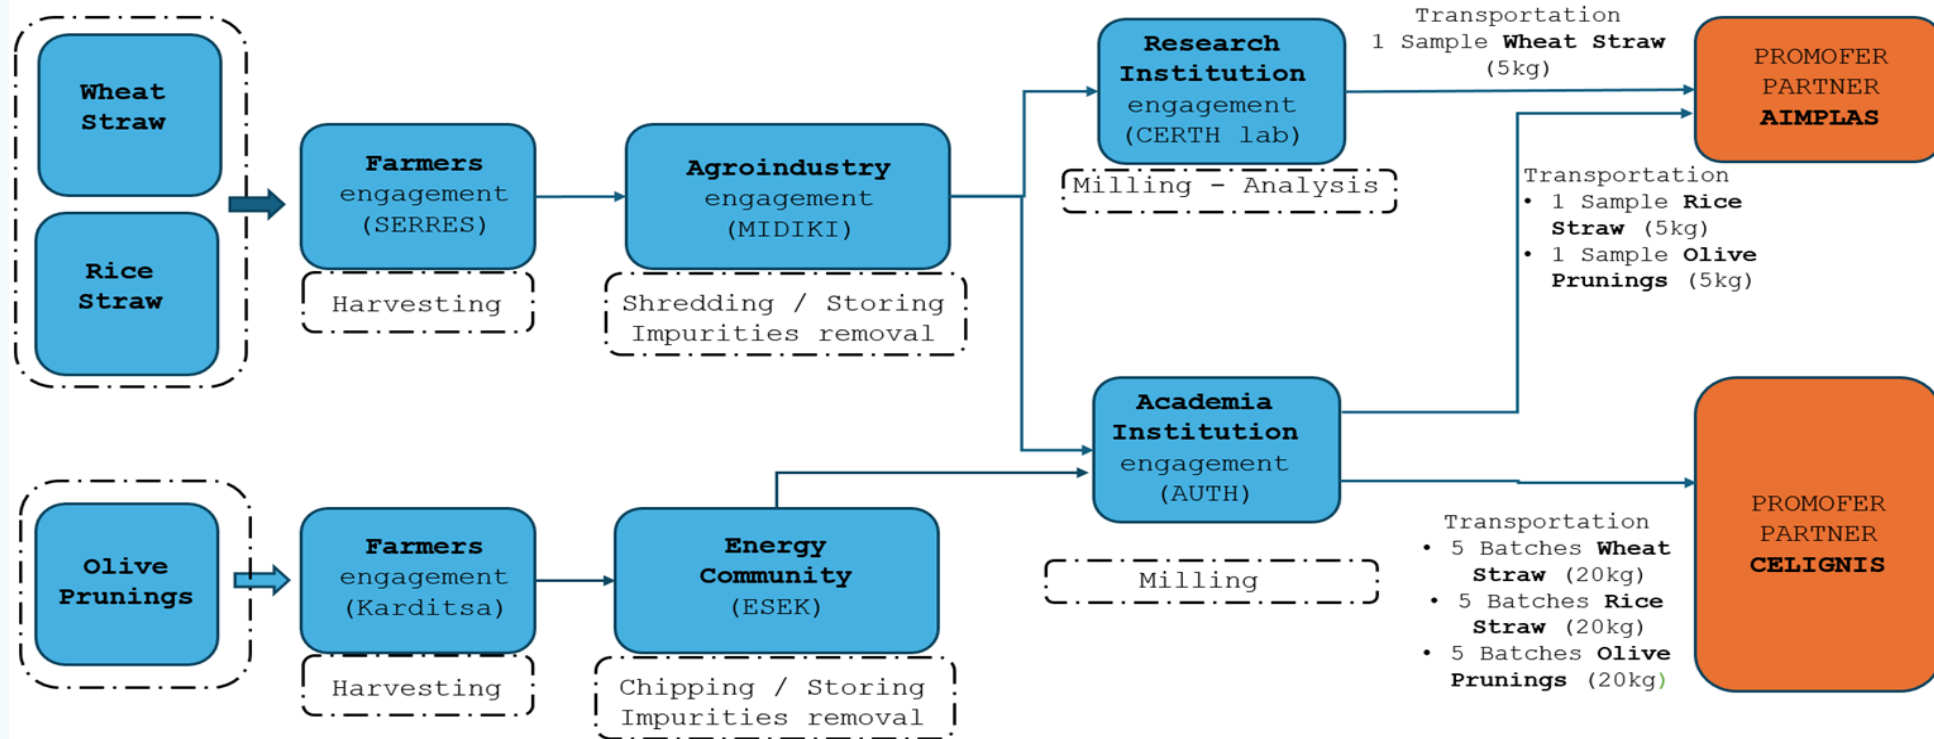 Wheat
Straw
Rice
Straw
Farmers
engagement
(SERRES)
Harvesting
Agroindustry
engagement
(MIDIKI)
Shredding / Storing
Impurities removal
Research
Institution
engagement
(CERTH lab)
Milling - Analysis
Transportation
1 Sample Wheat Straw
(5kg)
PROMOFER
PARTNER
AIMPLAS
Transportation
• 1 Sample Rice
Straw (5kg)
• 1 Sample Olive
Prunings (5kg)
Olive
Prunings
Farmers
engagement
(Karditsa)
Harvesting
Energy
Community
(ESEK)
Chipping / Storing
Impurities removal
Academia
Institution
engagement
(AUTH)
Milling
Transportation
• 5 Batches Wheat
Straw (20kg)
• 5 Batches Rice
Straw (20kg)
• 5 Batches Olive
Prunings (20kg)
PROMOFER
PARTNER
CELIGNIS